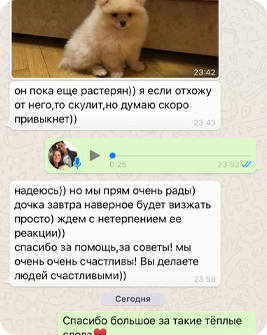 23:42
он пока еще растерян)) я если отхожу
от него,то скулит,но думаю скоро
привыкнет))
23:43
0:25
23:52
надеюсь)) но мы прям очень рады)
дочка завтра наверное будет визжать
просто) ждем с нетерпением ее
реакции))
спасибо за помощь,за советы! мы
очень очень счастливы! Вы делаете
людей счастливыми))
23:59
Сегодня
Спасибо большое за такие тёплые
слова❤️